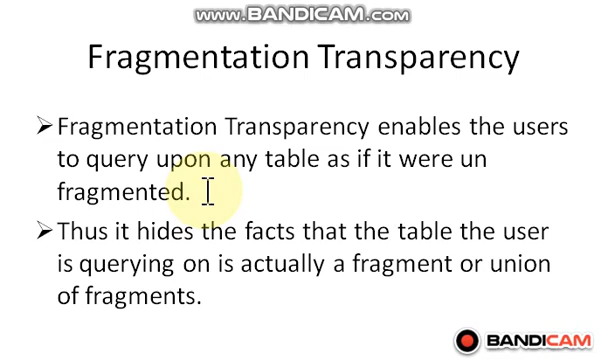 www.BANDICAM.com
Fragmentation Transparency
➢Fragmentation Transparency enables the users
to query upon any table as if it were un
fragmented.
➢Thus it hides the facts that the table the user
is querying on is actually a fragment or union
of fragments.
BANDICAM